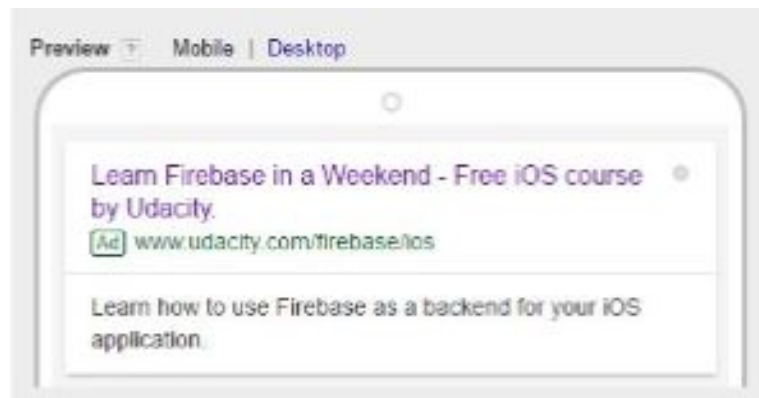 Preview ? Mobile | Desktop
Learn Firebase in a Weekend - Free iOS course
by Udacity.
Ad www.udacity.com/firebase/ios
Learn how to use Firebase as a backend for your iOS
application.